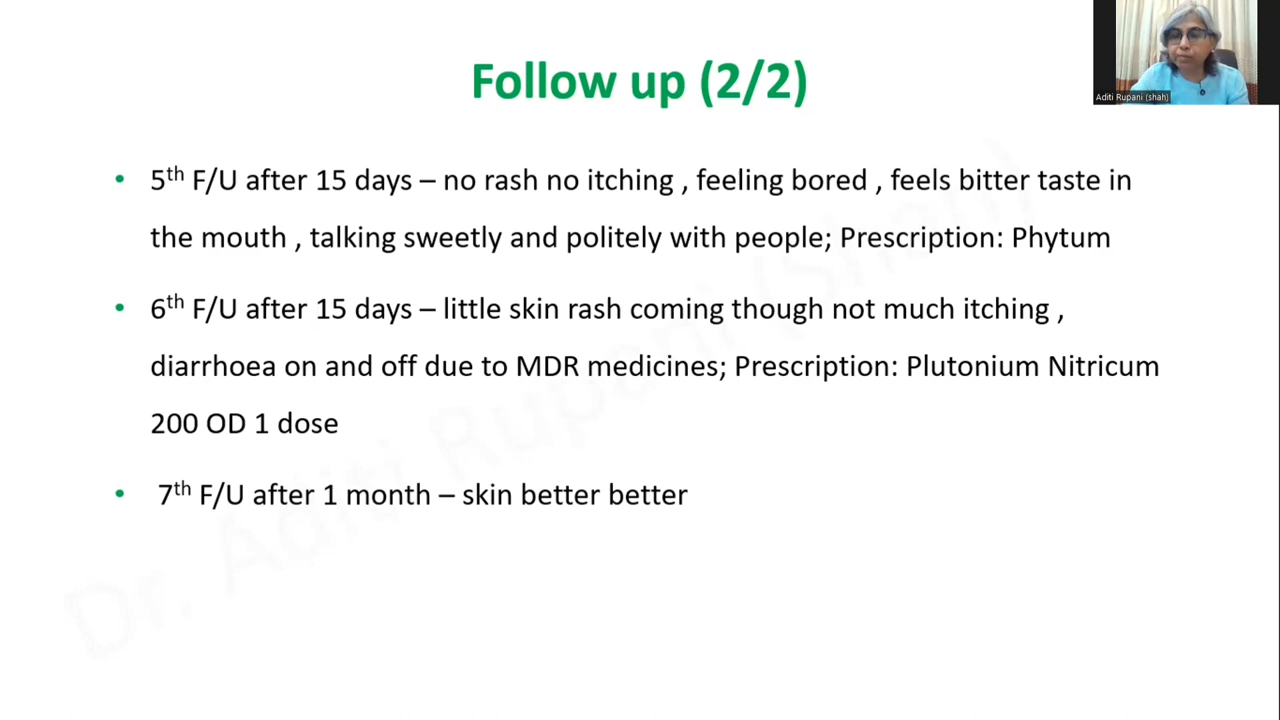 Follow up (2/2)
Aditi Rupani (shah)
• 5th F/U after 15 days – no rash no itching , feeling bored , feels bitter taste in
the mouth , talking sweetly and politely with people; Prescription: Phytum
• 6th F/U after 15 days – little skin rash coming though not much itching ,
diarrhoea on and off due to MDR medicines; Prescription: Plutonium Nitricum
200 OD 1 dose
• 7th F/U after 1 month – skin better better
Dr. Aditi Rupani (Shah)